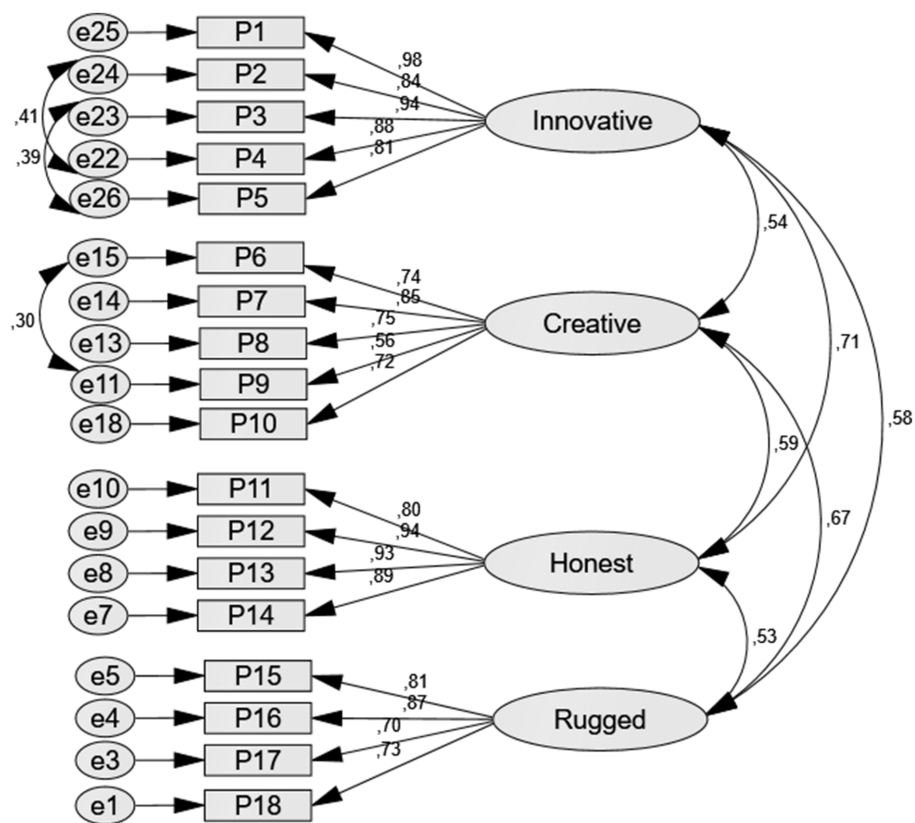 e25 P1
,98
e24 P2
,84
,94
,41
e23 P3
Innovative
,88
,39
e22 P4
,81
e26 P5
,54
e15 P6
,74
e14 P7
,85
,75
,30
Creative
e13 P8
,56
,71
,72
e11 P9
e18 P10
,58
,59
e10 P11
,80
e9 P12
,94
,67
,93
Honest
e8 P13
,89
e7 P14
,53
e5 P15
,81
,87
e4 P16
Rugged
,70
,73
e3 P17
e1 P18